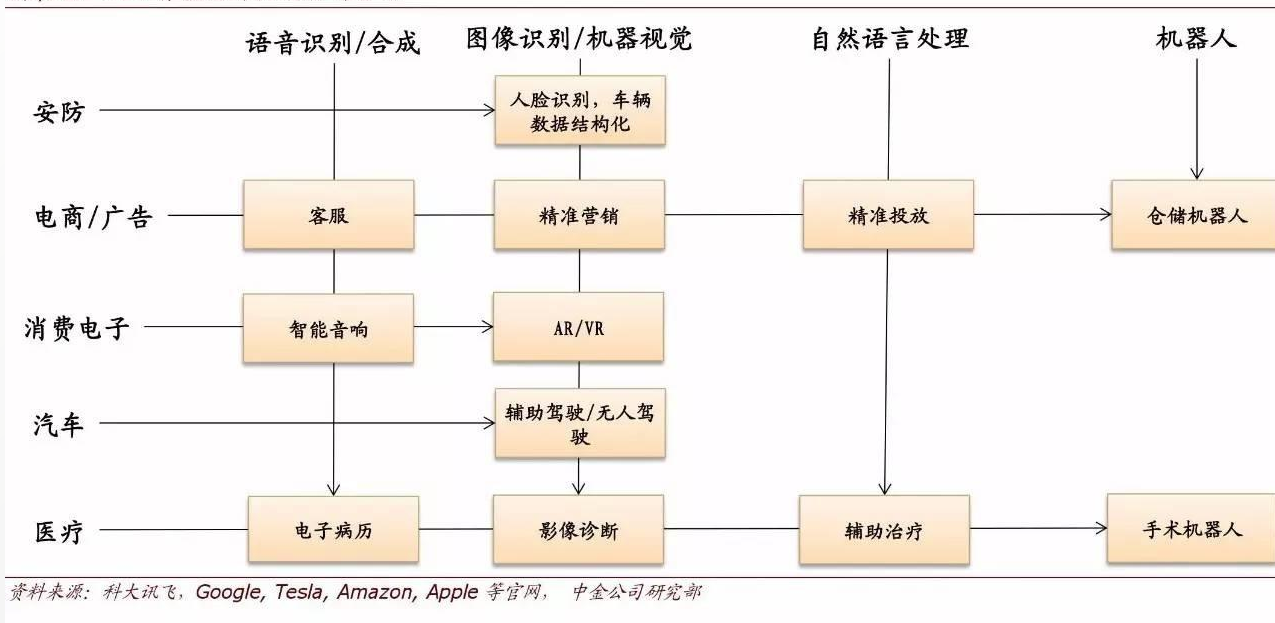 语音识别/合成
图像识别/机器视觉
自然语言处理
机器人
安防
人脸识别，车辆
数据结构化
电商/广告
客服
精准营销
精准投放
仓储机器人
消费电子
智能音响
AR/VR
汽车
辅助驾驶/无人驾
驶
医疗
电子病历
影像诊断
辅助治疗
手术机器人
资料来源：科大讯飞，Google, Tesla, Amazon, Apple 等官网， 中金公司研究部